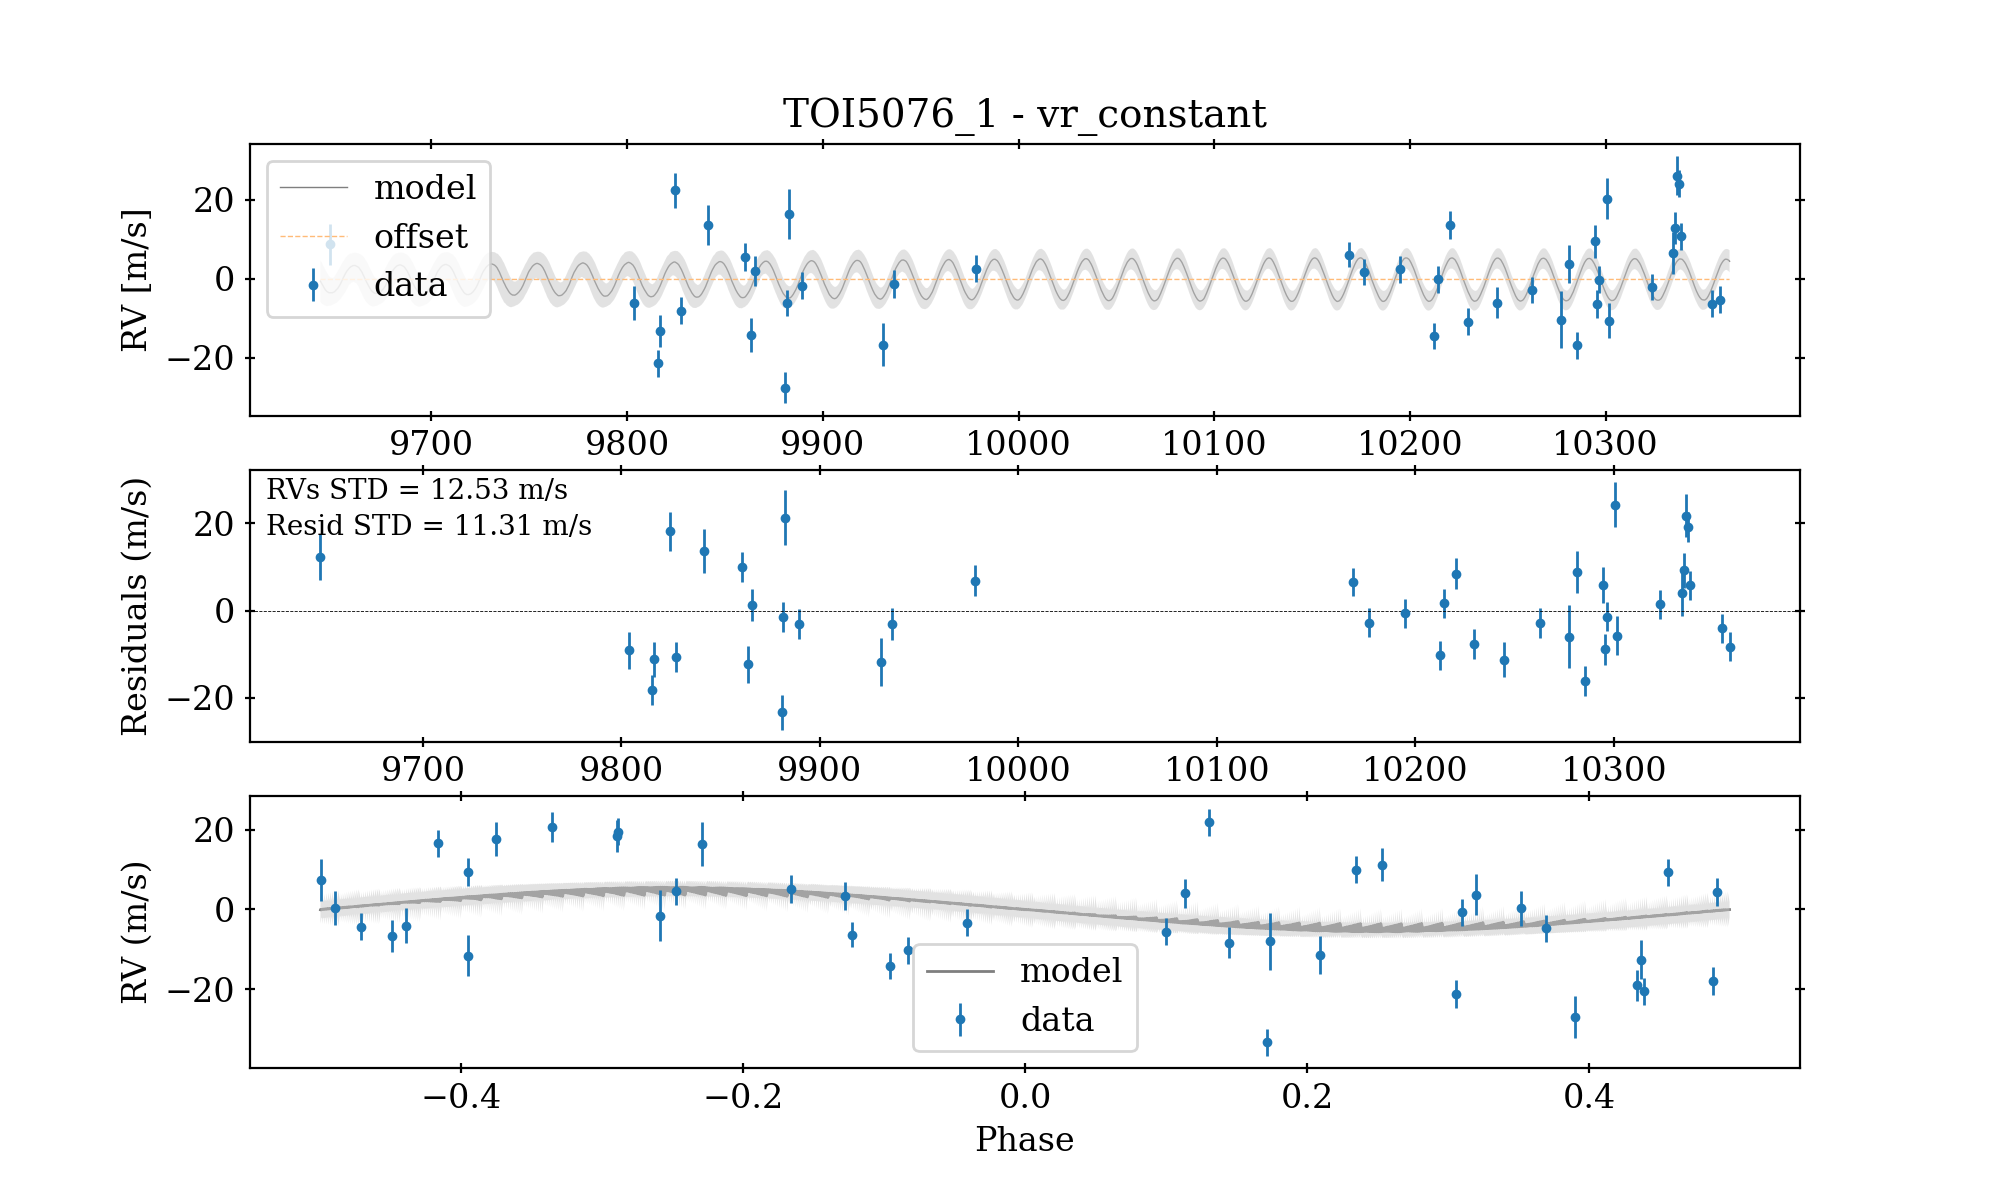 TOI5076_1 - vr_constant
RV [m/s]
20
0
−20
model
offset
data
9700 9800 9900 10000 10100 10200 10300
Residuals (m/s)
20
0
−20
RVs STD = 12.53 m/s
Resid STD = 11.31 m/s
9700 9800 9900 10000 10100 10200 10300
RV (m/s)
20
0
−20
model
data
−0.4 −0.2 0.0 0.2 0.4
Phase